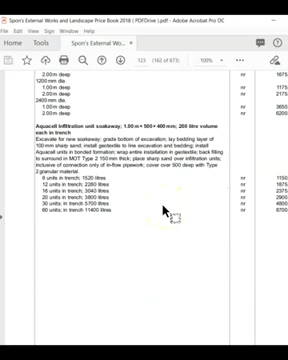 Spon's External Works and Landscape Price Book 2018 ( PDFDrive ).pdf - Adobe Acrobat Pro DC
File Edit View Sign Window Help
Home Tools Spon's External Wo... ×
123 (162 of 673) 100%
2.00 m deep nr 1675
1200 mm dia.
1.00 m deep nr 1175
2.00 m deep nr 2175
2400 mm dia.
1.00 m deep nr 3650
2.00 m deep nr 6200
Aquacell Infiltration unit soakaway; 1.00 m × 500 × 400 mm; 200 litre volume
each in trench
Excavate for new soakaway; grade bottom of excavation; lay bedding layer of
100 mm sharp sand; install geotextile to line excavation and bedding; install
Aquacell units in bonded formation; wrap entire installation in geotextile; back filling
to surround in MOT Type 2 150 mm thick; place sharp sand over infiltration units;
inclusive of connection only of in-flow pipework; cover over 500 deep with Type
2 granular material.
8 units in trench; 1520 litres nr 1150
12 units in trench; 2280 litres nr 1875
16 units in trench; 3040 litres nr 2375
20 units in trench; 3800 litres nr 2900
30 units; in trench 5700 litres nr 4800
60 units; in trench 11400 litres nr 8700